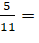 5/11 =